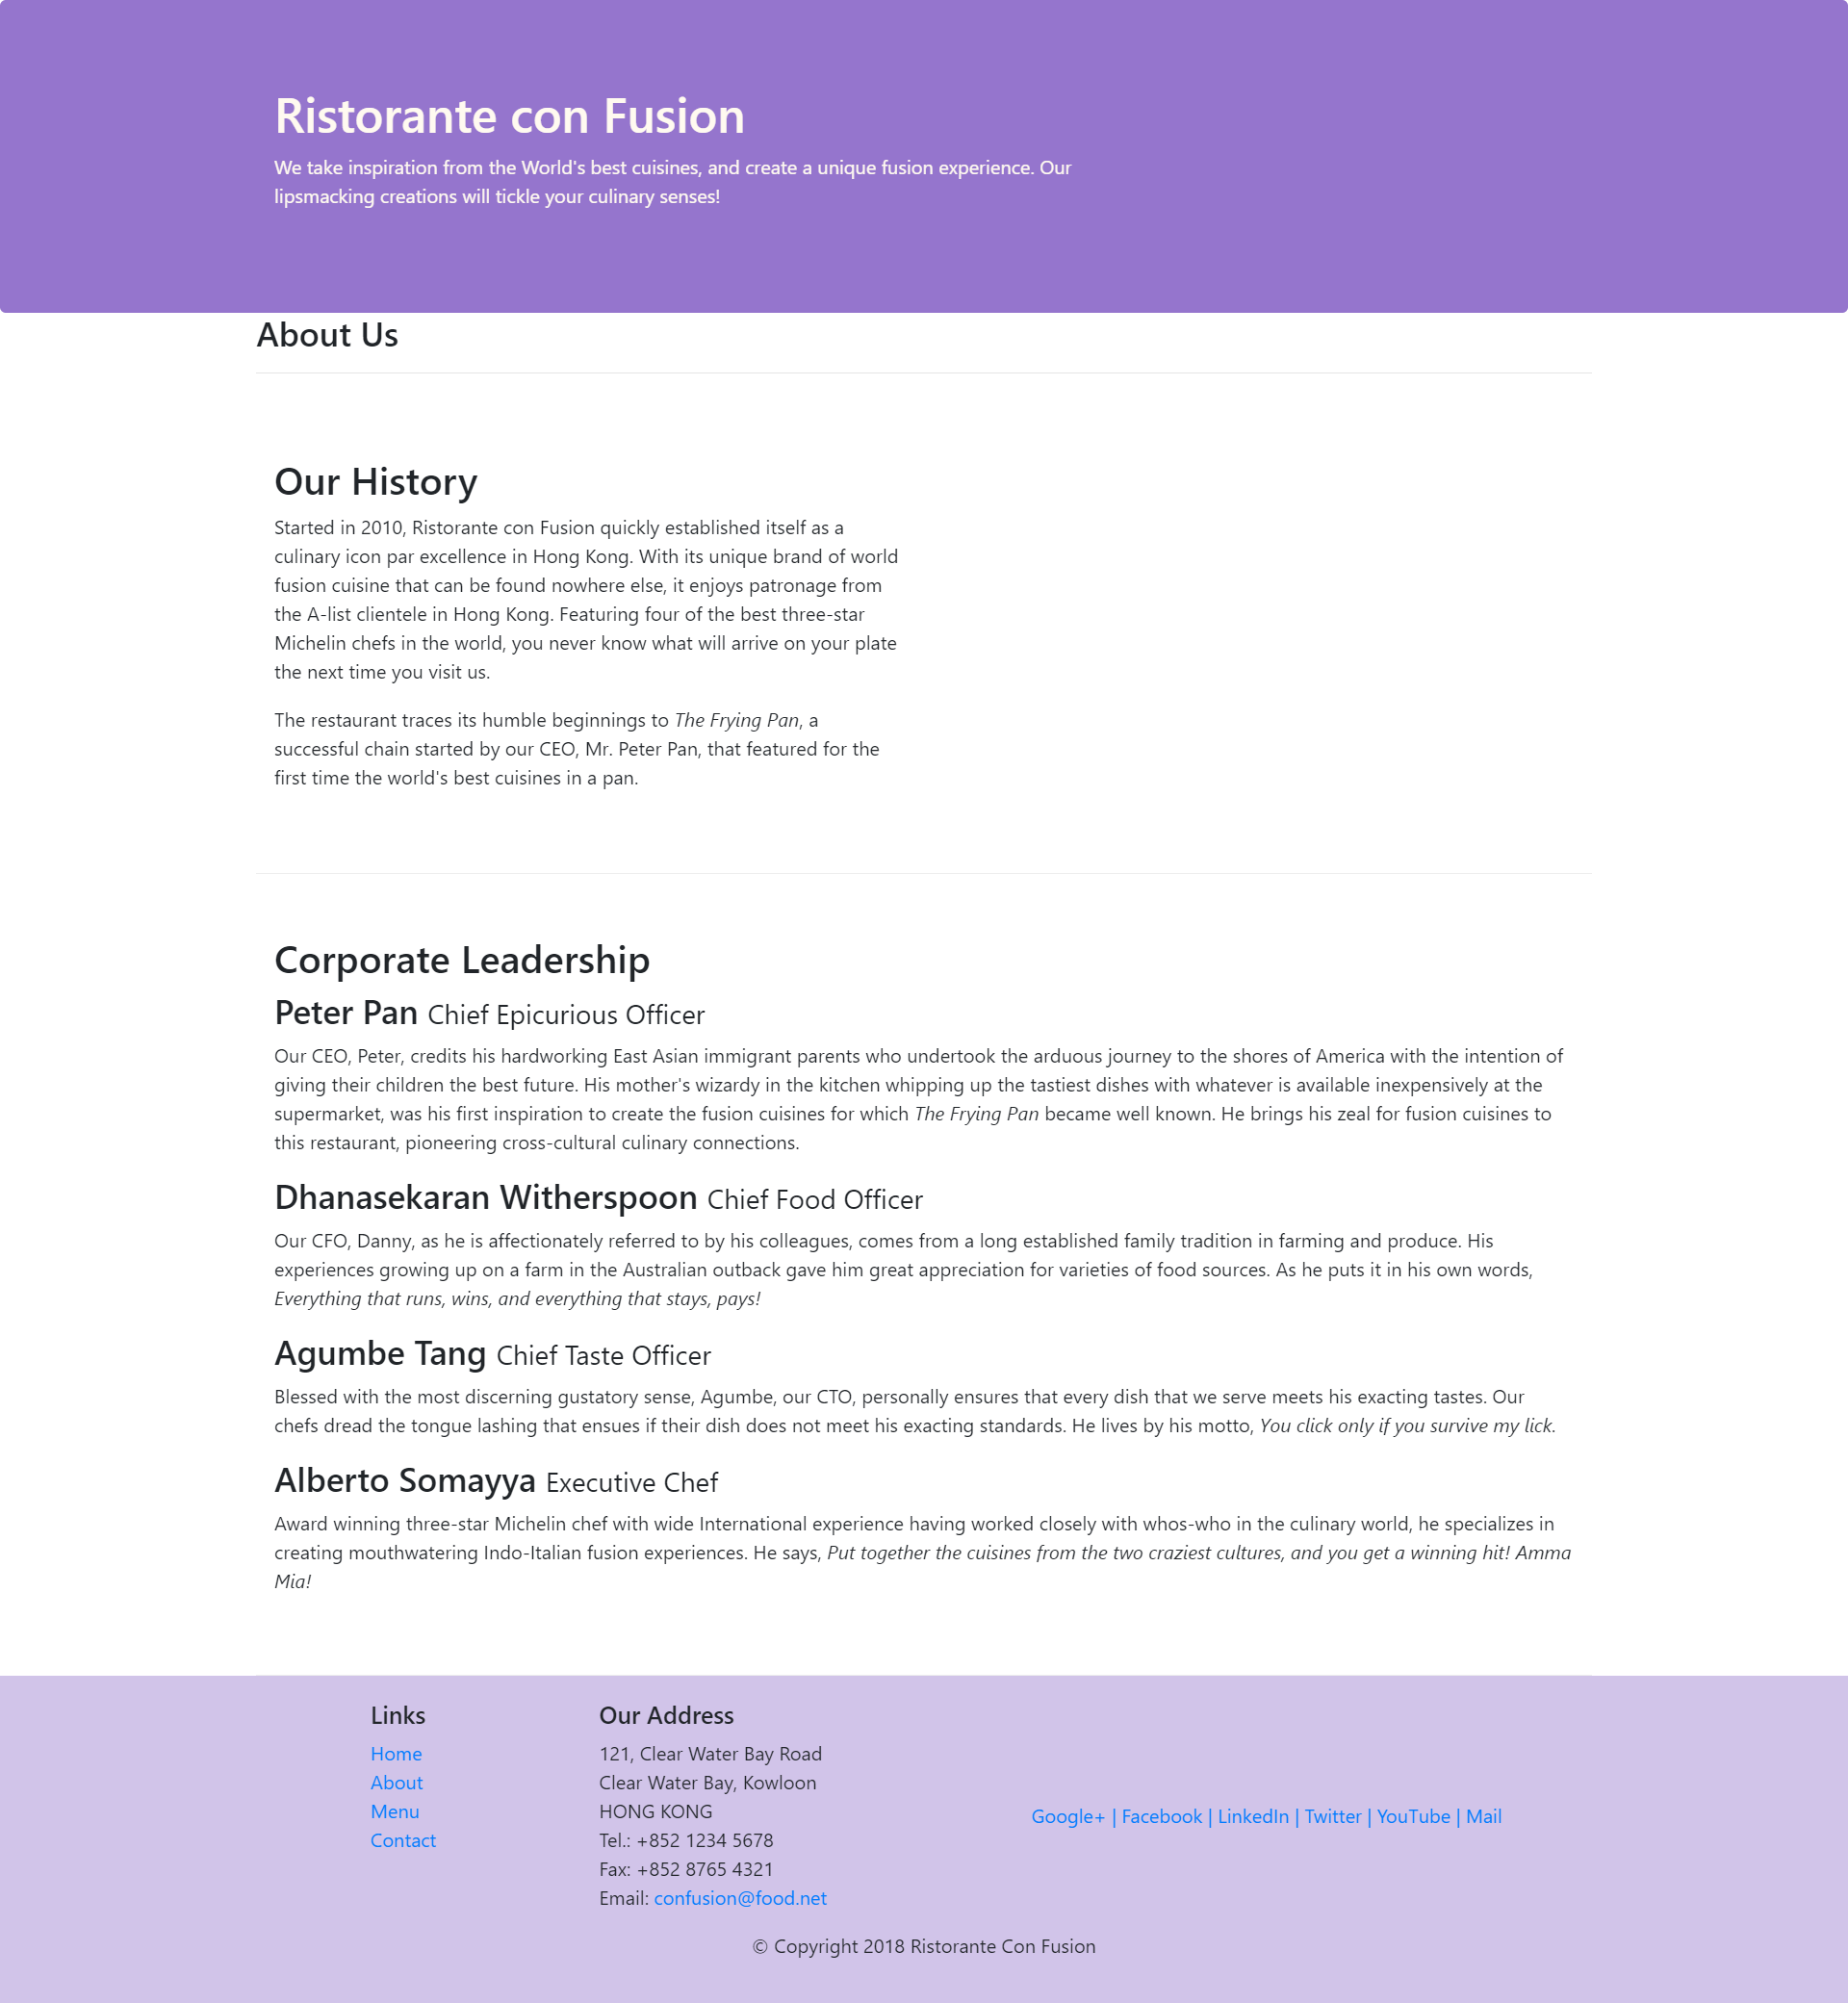 Ristorante con Fusion
We take inspiration from the World's best cuisines, and create a unique fusion experience. Our
lipsmacking creations will tickle your culinary senses!
About Us
Our History
Started in 2010, Ristorante con Fusion quickly established itself as a
culinary icon par excellence in Hong Kong. With its unique brand of world
fusion cuisine that can be found nowhere else, it enjoys patronage from
the A-list clientele in Hong Kong. Featuring four of the best three-star
Michelin chefs in the world, you never know what will arrive on your plate
the next time you visit us.
The restaurant traces its humble beginnings to The Frying Pan, a
successful chain started by our CEO, Mr. Peter Pan, that featured for the
first time the world's best cuisines in a pan.
Corporate Leadership
Peter Pan Chief Epicurious Officer
Our CEO, Peter, credits his hardworking East Asian immigrant parents who undertook the arduous journey to the shores of America with the intention of
giving their children the best future. His mother's wizardy in the kitchen whipping up the tastiest dishes with whatever is available inexpensively at the
supermarket, was his first inspiration to create the fusion cuisines for which The Frying Pan became well known. He brings his zeal for fusion cuisines to
this restaurant, pioneering cross-cultural culinary connections.
Dhanasekaran Witherspoon Chief Food Officer
Our CFO, Danny, as he is affectionately referred to by his colleagues, comes from a long established family tradition in farming and produce. His
experiences growing up on a farm in the Australian outback gave him great appreciation for varieties of food sources. As he puts it in his own words,
Everything that runs, wins, and everything that stays, pays!
Agumbe Tang Chief Taste Officer
Blessed with the most discerning gustatory sense, Agumbe, our CTO, personally ensures that every dish that we serve meets his exacting tastes. Our
chefs dread the tongue lashing that ensues if their dish does not meet his exacting standards. He lives by his motto, You click only if you survive my lick.
Alberto Somayya Executive Chef
Award winning three-star Michelin chef with wide International experience having worked closely with whos-who in the culinary world, he specializes in
creating mouthwatering Indo-Italian fusion experiences. He says, Put together the cuisines from the two craziest cultures, and you get a winning hit! Amma
Mia!
Links
Home
About
Menu
Contact
Our Address
121, Clear Water Bay Road
Clear Water Bay, Kowloon
HONG KONG
Tel.: +852 1234 5678
Fax: +852 8765 4321
Email: confusion@food.net
Google+ | Facebook | LinkedIn | Twitter | YouTube | Mail
© Copyright 2018 Ristorante Con Fusion